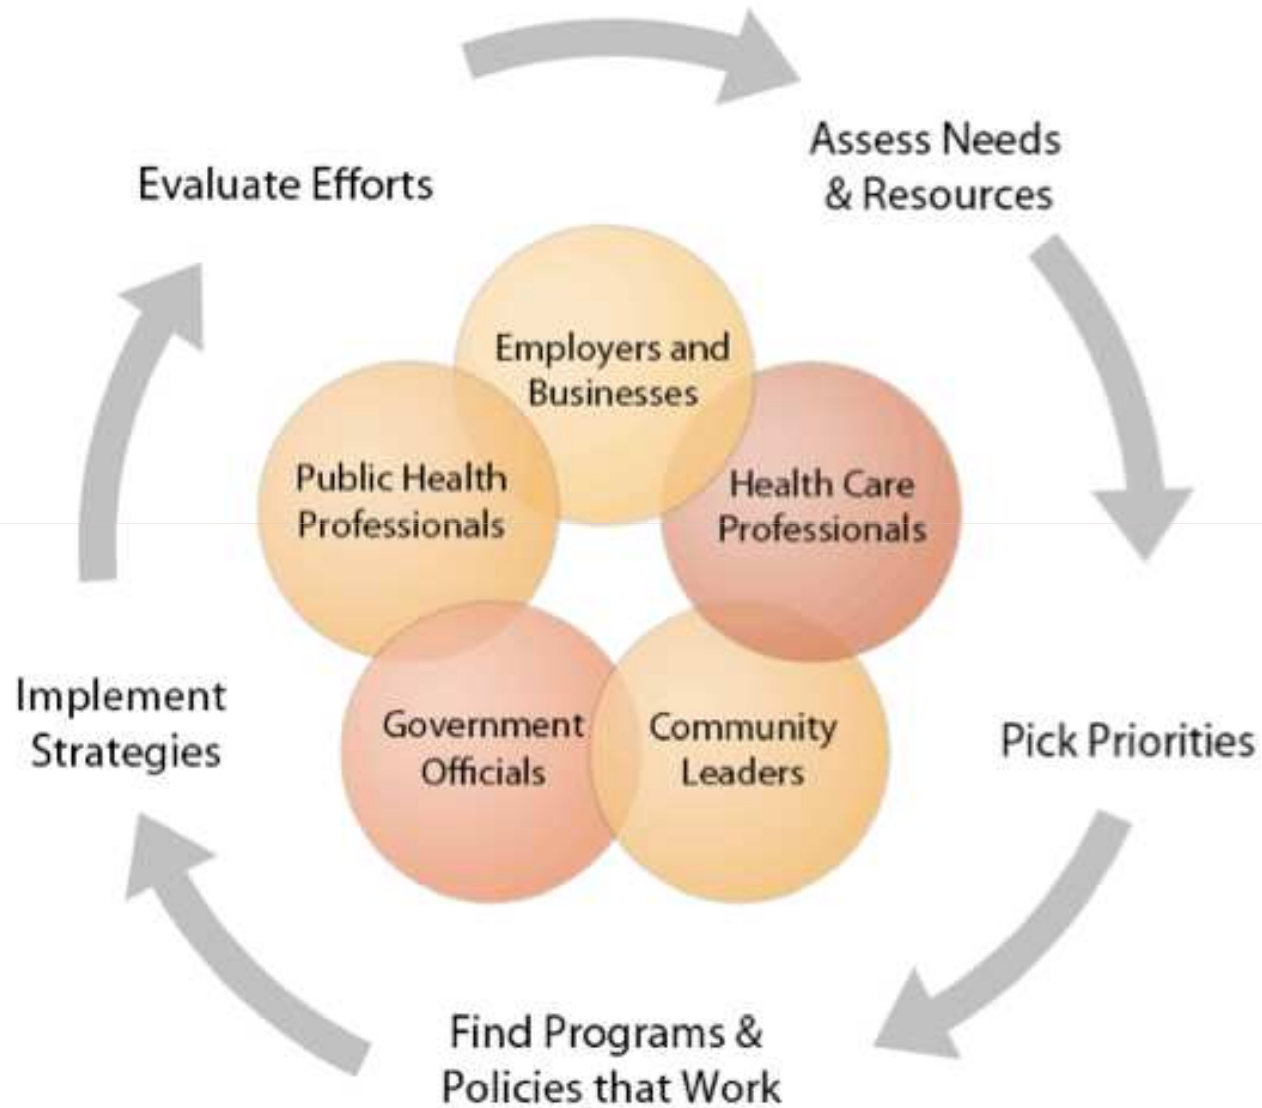 Assess Needs
& Resources
Pick Priorities
Find Programs &
Policies that Work
Implement
Strategies
Evaluate Efforts
Employers and
Businesses
Health Care
Professionals
Community
Leaders
Government
Officials
Public Health
Professionals